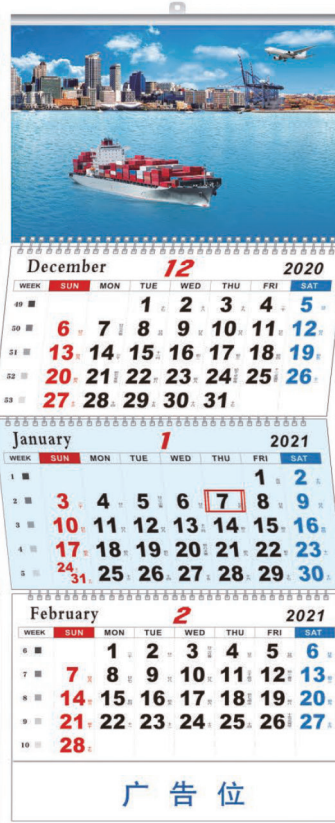 December 12 2020
WEEK SUN MON TUE WED THU FRI SAT
49 1 2 3 4 5
50 6 7 8 9 10 11 12
51 13 14 15 16 17 18 19
52 20 21 22 23 24 25 26
53 27 28 29 30 31
January 1 2021
WEEK SUN MON TUE WED THU FRI SAT
1 1 2
2 3 4 5 6 7 8 9
3 10 11 12 13 14 15 16
4 17 18 19 20 21 22 23
5 24 31 25 26 27 28 29 30
February 2 2021
WEEK SUN MON TUE WED THU FRI SAT
6 1 2 3 4 5 6
7 7 8 9 10 11 12 13
8 14 15 16 17 18 19 20
9 21 22 23 24 25 26 27
10 28
广告位